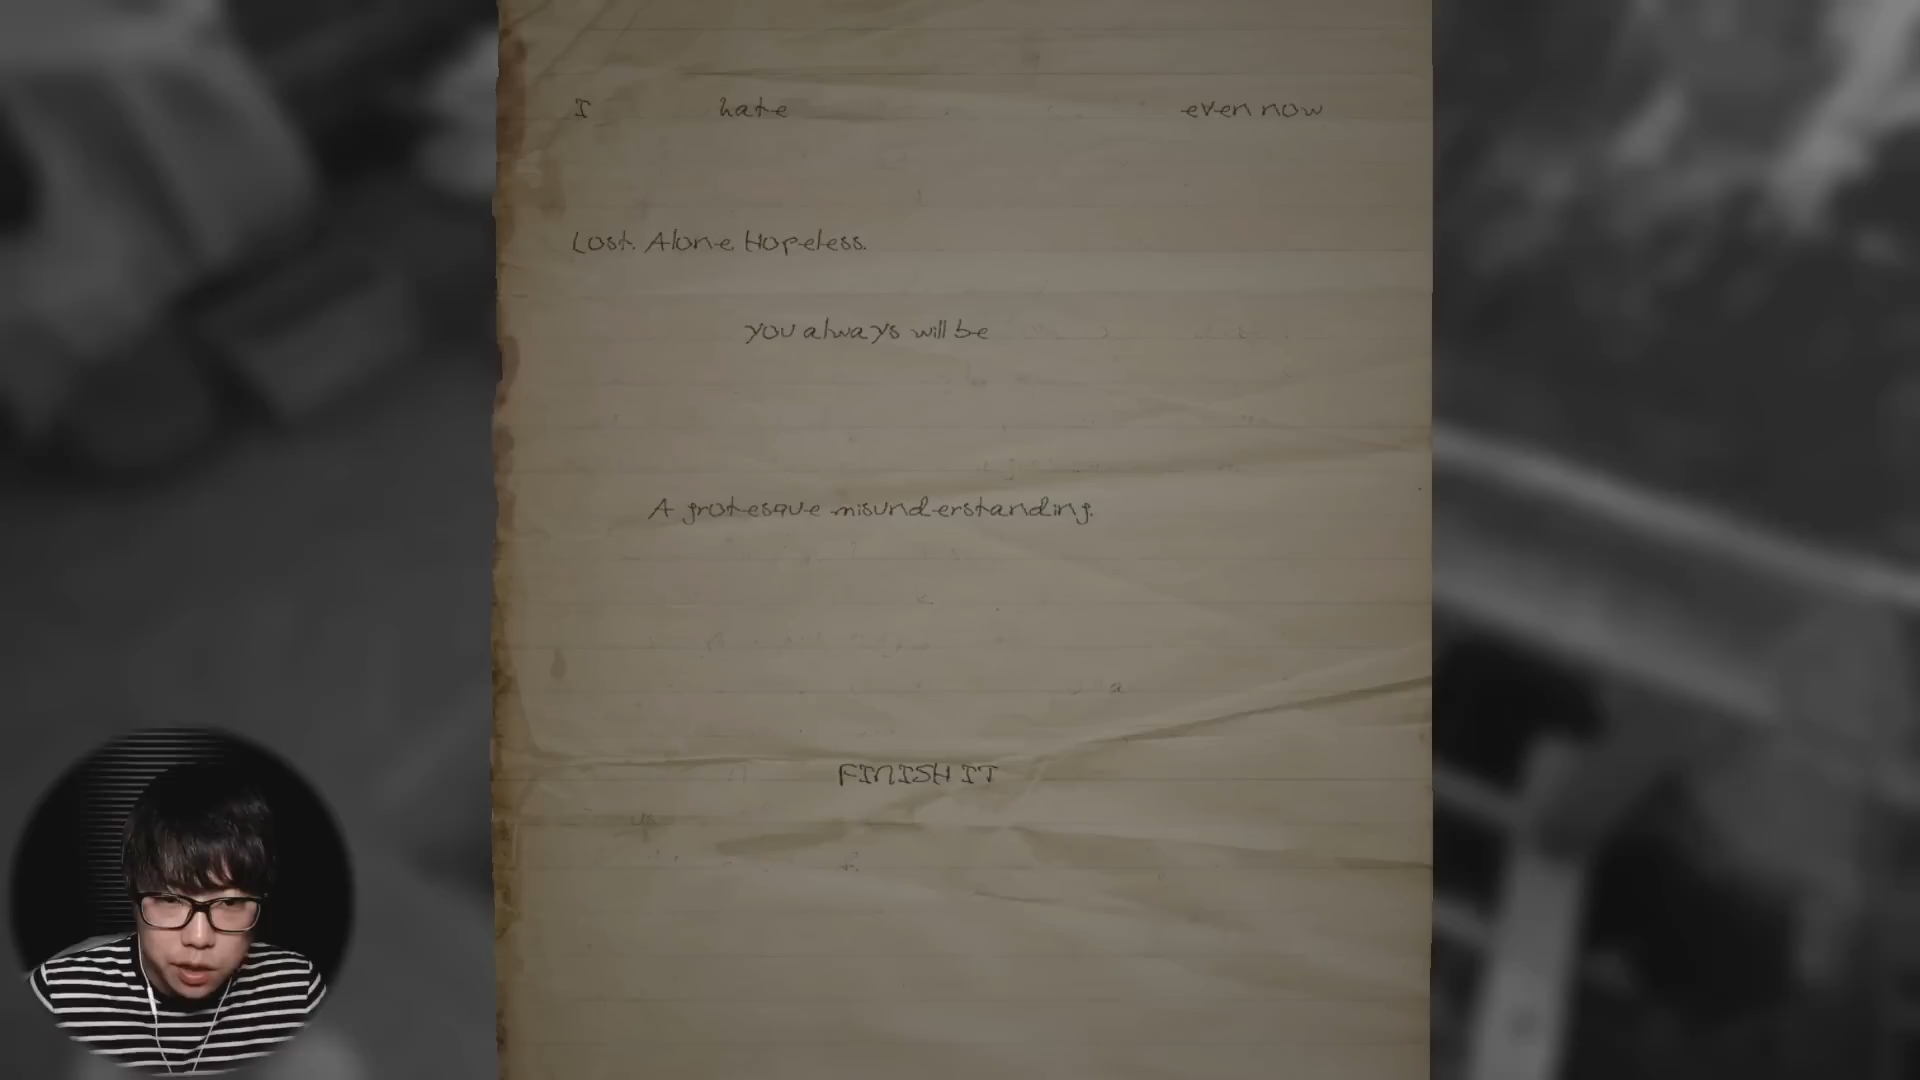 I hate even now
Lost. Alone. Hopeless.
you always will be
A grotesque misunderstanding.
FINISH IT